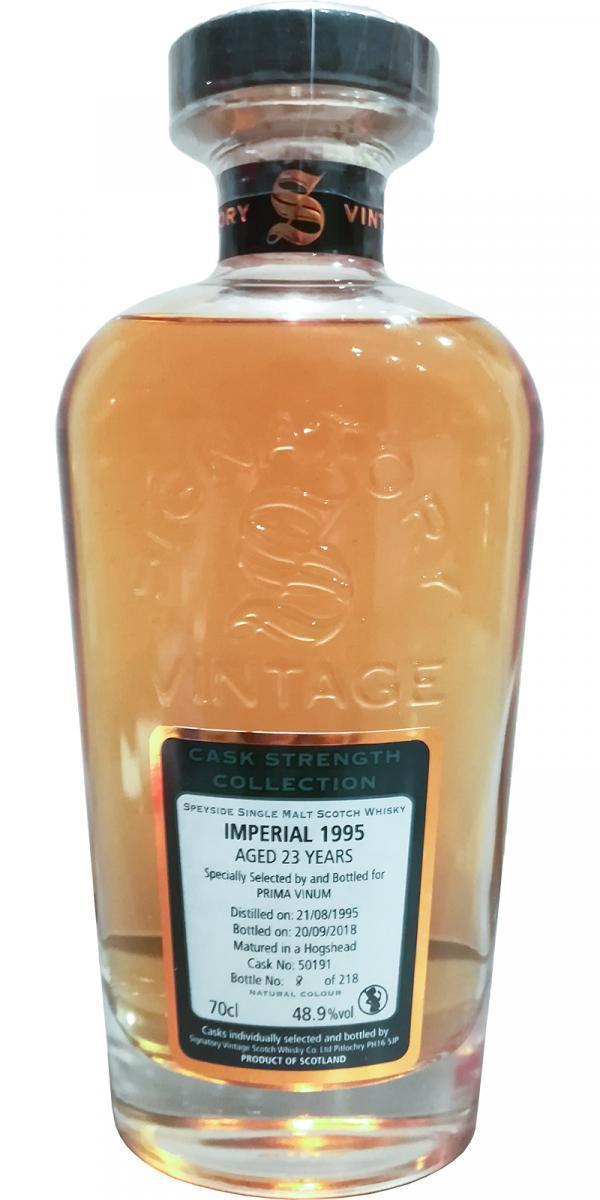 ORY S VINT
SIGNATORY
S
VINTAGE
CASK STRENGTH
COLLECTION
SPEYSIDE SINGLE MALT SCOTCH WHISKY
IMPERIAL 1995
AGED 23 YEARS
Specially Selected by and Bottled for
PRIMA VINUM
Distilled on: 21/08/1995
Bottled on: 20/09/2018
Matured in a Hogshead
Cask No: 50191
Bottle No: 8 of 218
NATURAL COLOUR
70cl 48.9%vol.
Casks individually selected and bottled by
Signatory Vintage Scotch Whisky Co. Ltd Pitlochry PH16 5JP
PRODUCT OF SCOTLAND